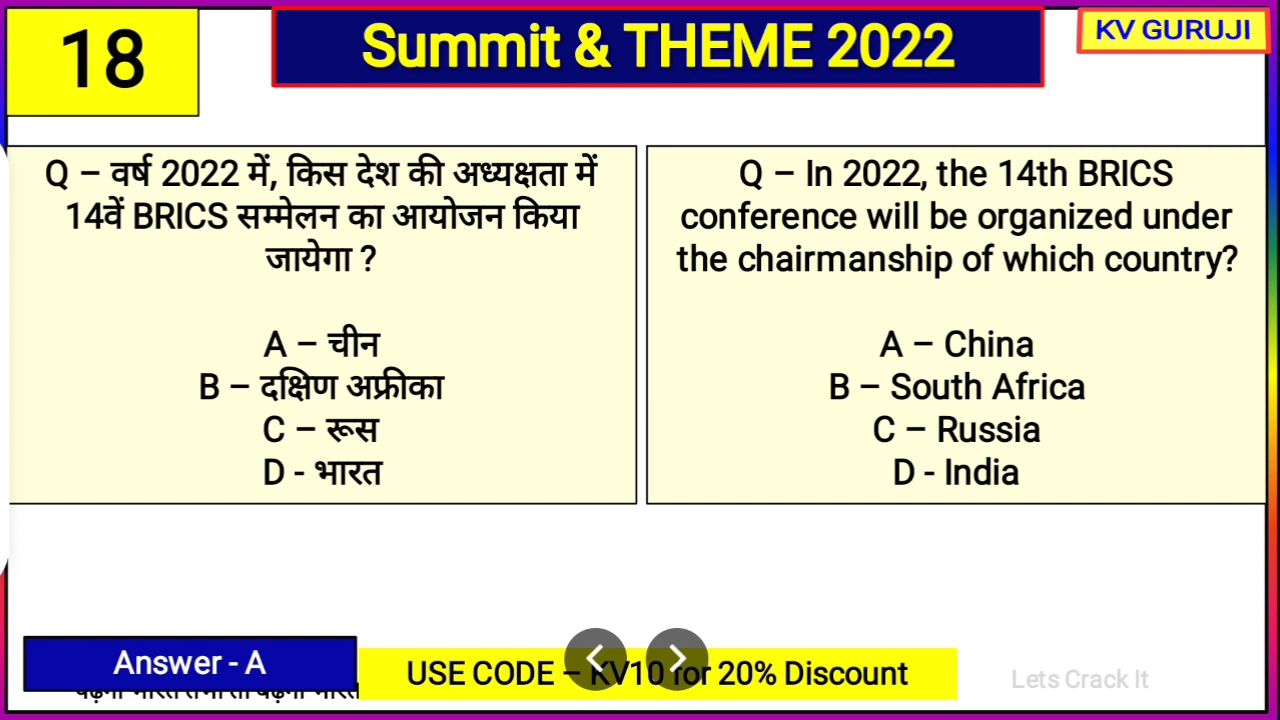 18
Summit & THEME 2022
KV GURUJI
Q – वर्ष 2022 में, किस देश की अध्यक्षता में
14वें BRICS सम्मेलन का आयोजन किया
जायेगा ?
A – चीन
B – दक्षिण अफ्रीका
C – रूस
D - भारत
Q – In 2022, the 14th BRICS
conference will be organized under
the chairmanship of which country?
A – China
B – South Africa
C – Russia
D - India
Answer - A
USE CODE – KV10 for 20% Discount
Lets Crack It